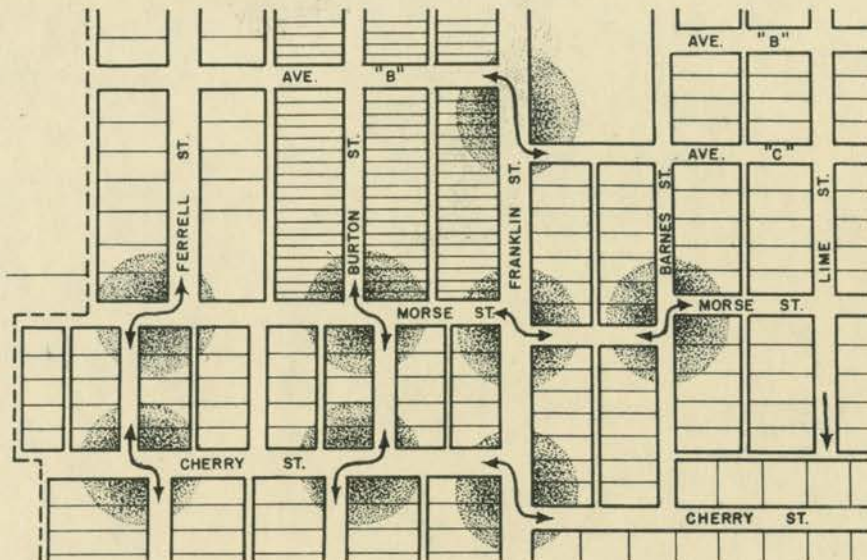 AVE. "B"
AVE. "B"
AVE. "C"
FERRELL ST.
BURTON ST.
FRANKLIN ST.
BARNES ST.
LIME ST.
MORSE ST.
MORSE ST.
CHERRY ST.
CHERRY ST.